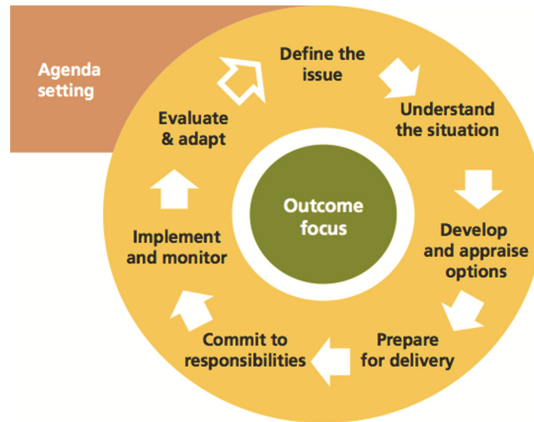 Agenda
setting
Define the
issue
Understand
the situation
Develop
and appraise
options
Prepare
for delivery
Commit to
responsibilities
Implement
and monitor
Evaluate
& adapt
Outcome
focus